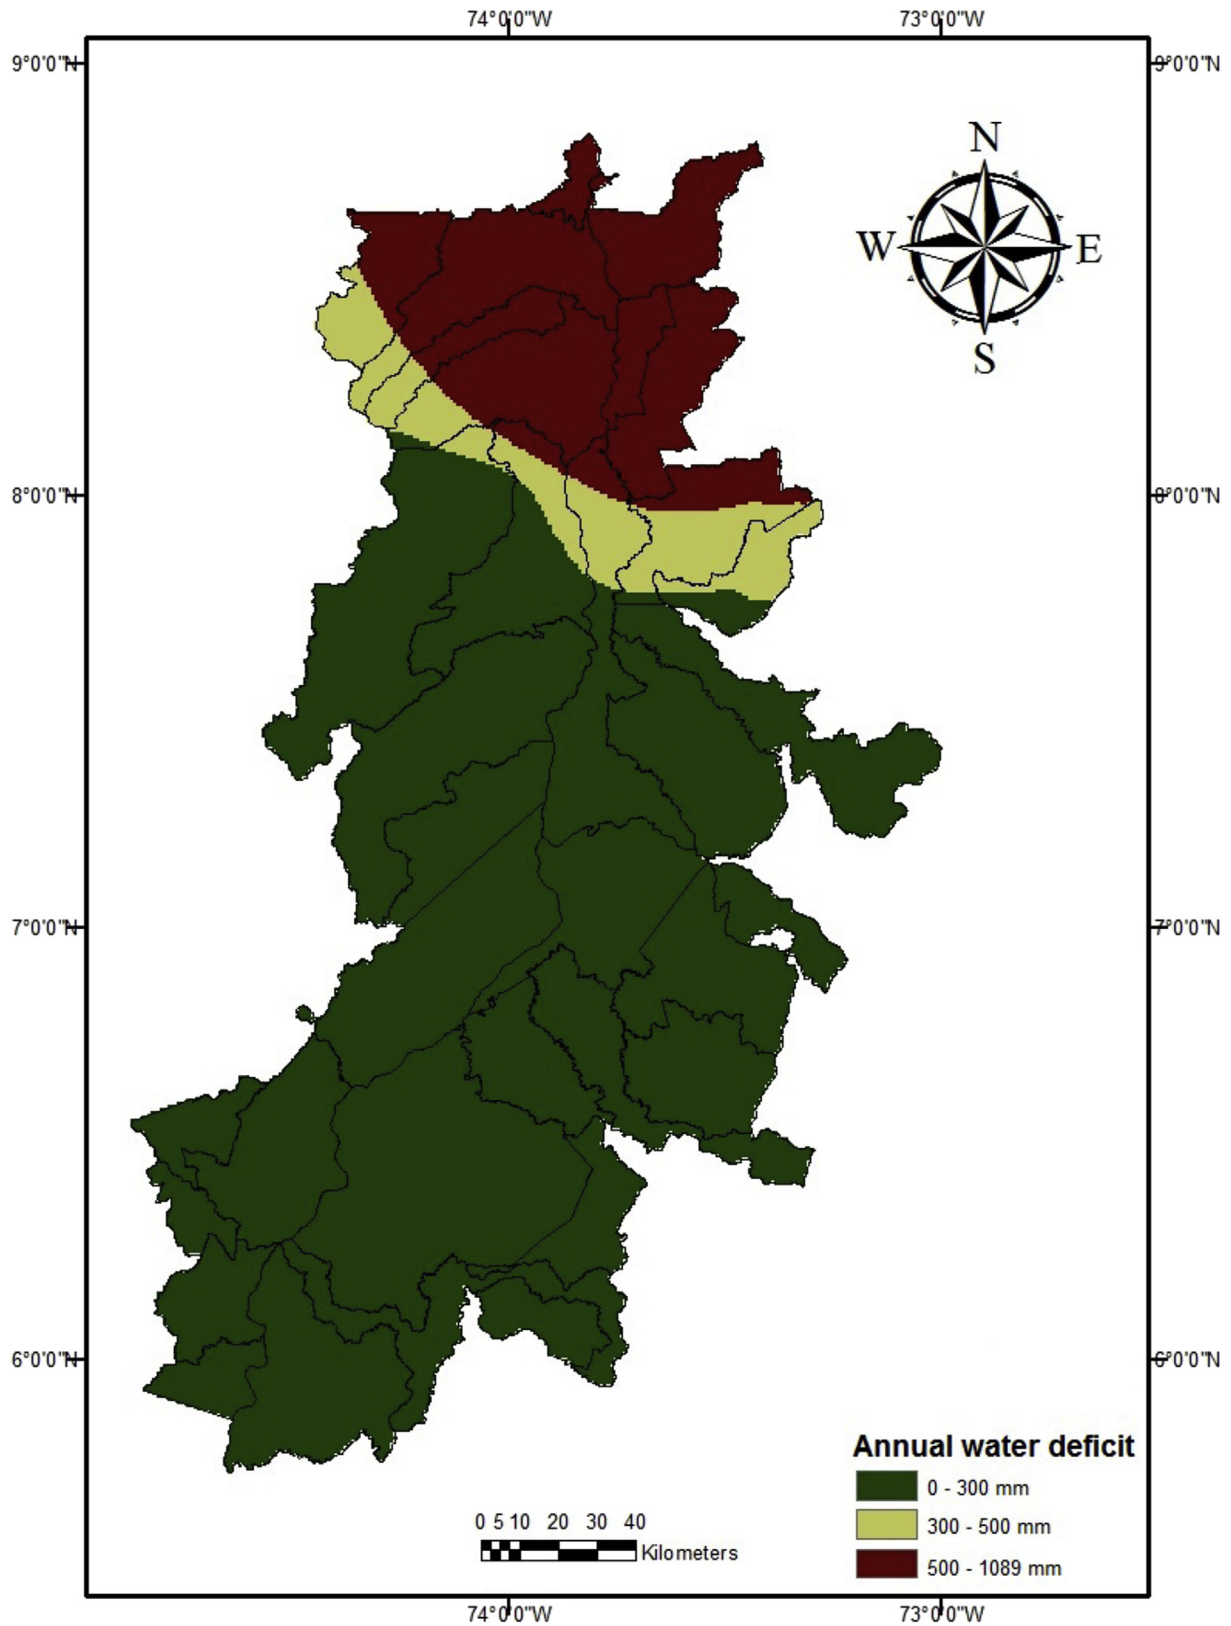 74°0'0"W 73°0'0"W
9°0'0"N 9°0'0"N
N
W E
S
8°0'0"N 8°0'0"N
7°0'0"N 7°0'0"N
6°0'0"N 6°0'0"N
Annual water deficit
0 - 300 mm
300 - 500 mm
500 - 1089 mm
0 5 10 20 30 40
Kilometers
74°0'0"W 73°0'0"W